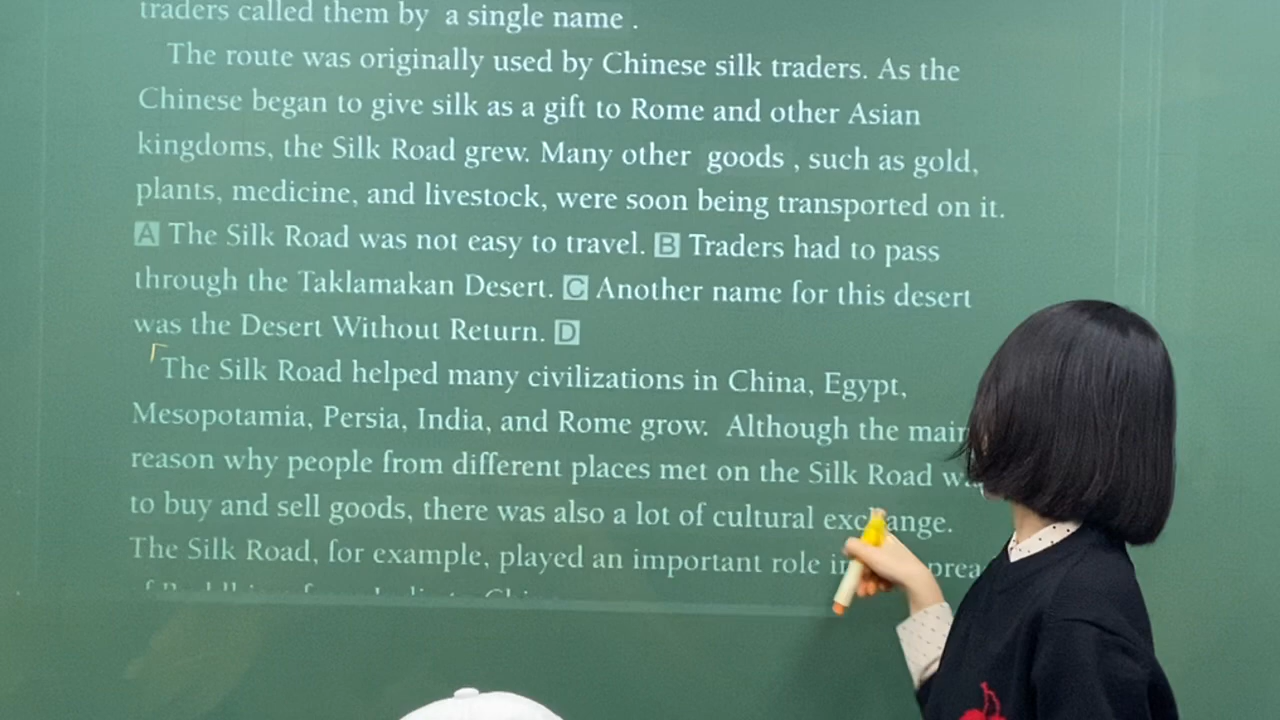 traders called them by a single name .
The route was originally used by Chinese silk traders. As the
Chinese began to give silk as a gift to Rome and other Asian
kingdoms, the Silk Road grew. Many other goods , such as gold,
plants, medicine, and livestock, were soon being transported on it.
A The Silk Road was not easy to travel. B Traders had to pass
through the Taklamakan Desert. C Another name for this desert
was the Desert Without Return. D
The Silk Road helped many civilizations in China, Egypt,
Mesopotamia, Persia, India, and Rome grow. Although the main
reason why people from different places met on the Silk Road
to buy and sell goods, there was also a lot of cultural exchange.
The Silk Road, for example, played an important role